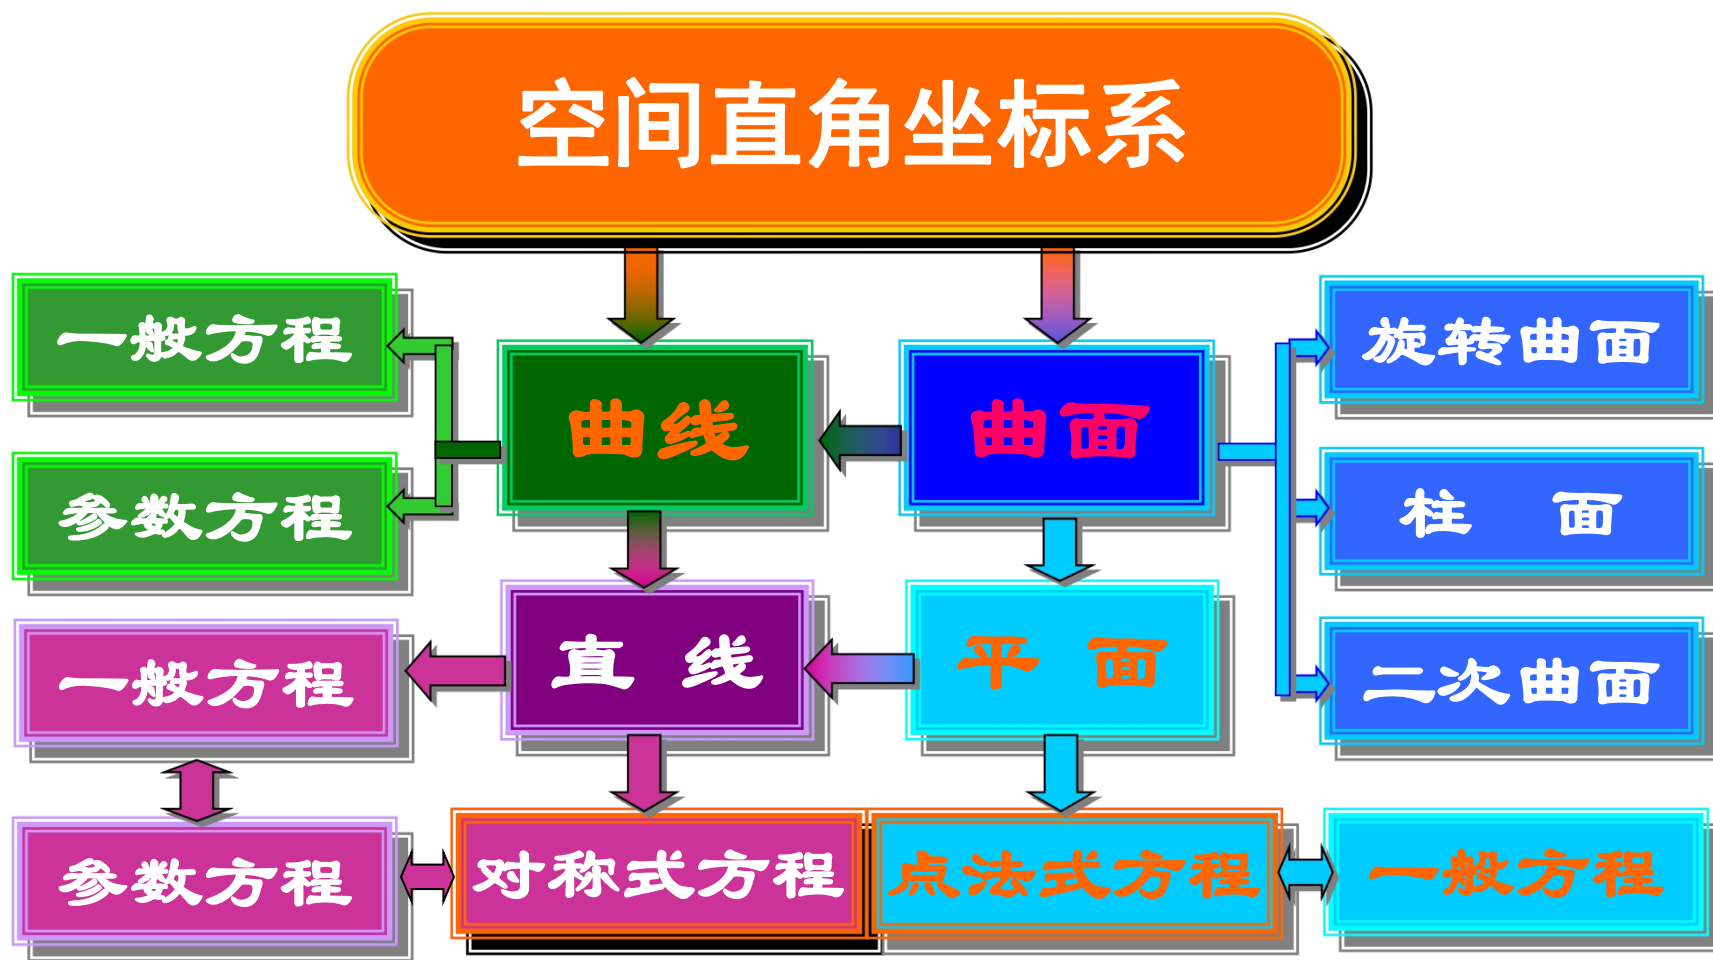 空间直角坐标系
一般方程
曲线
曲面
旋转曲面
参数方程
柱 面
一般方程
直 线
平 面
二次曲面
参数方程
对称式方程
点法式方程
一般方程